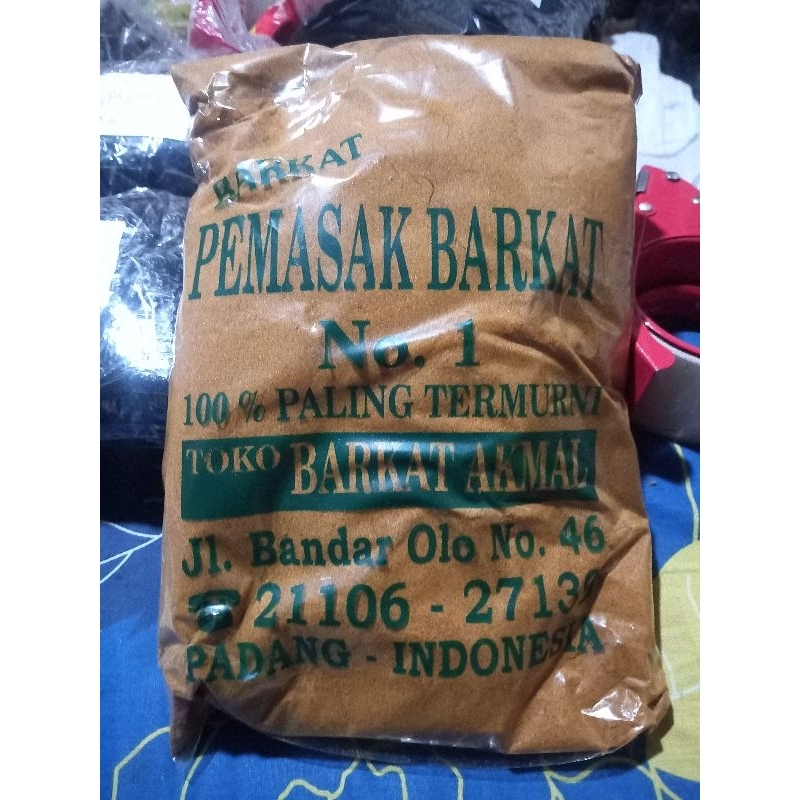 BARKAT
PEMASAK BARKAT
No. 1
100 % PALING TERMURNI
TOKO BARKAT AKMAL
Jl. Bandar Olo No. 46
☎ 21106 -
PADANG - INDONESIA